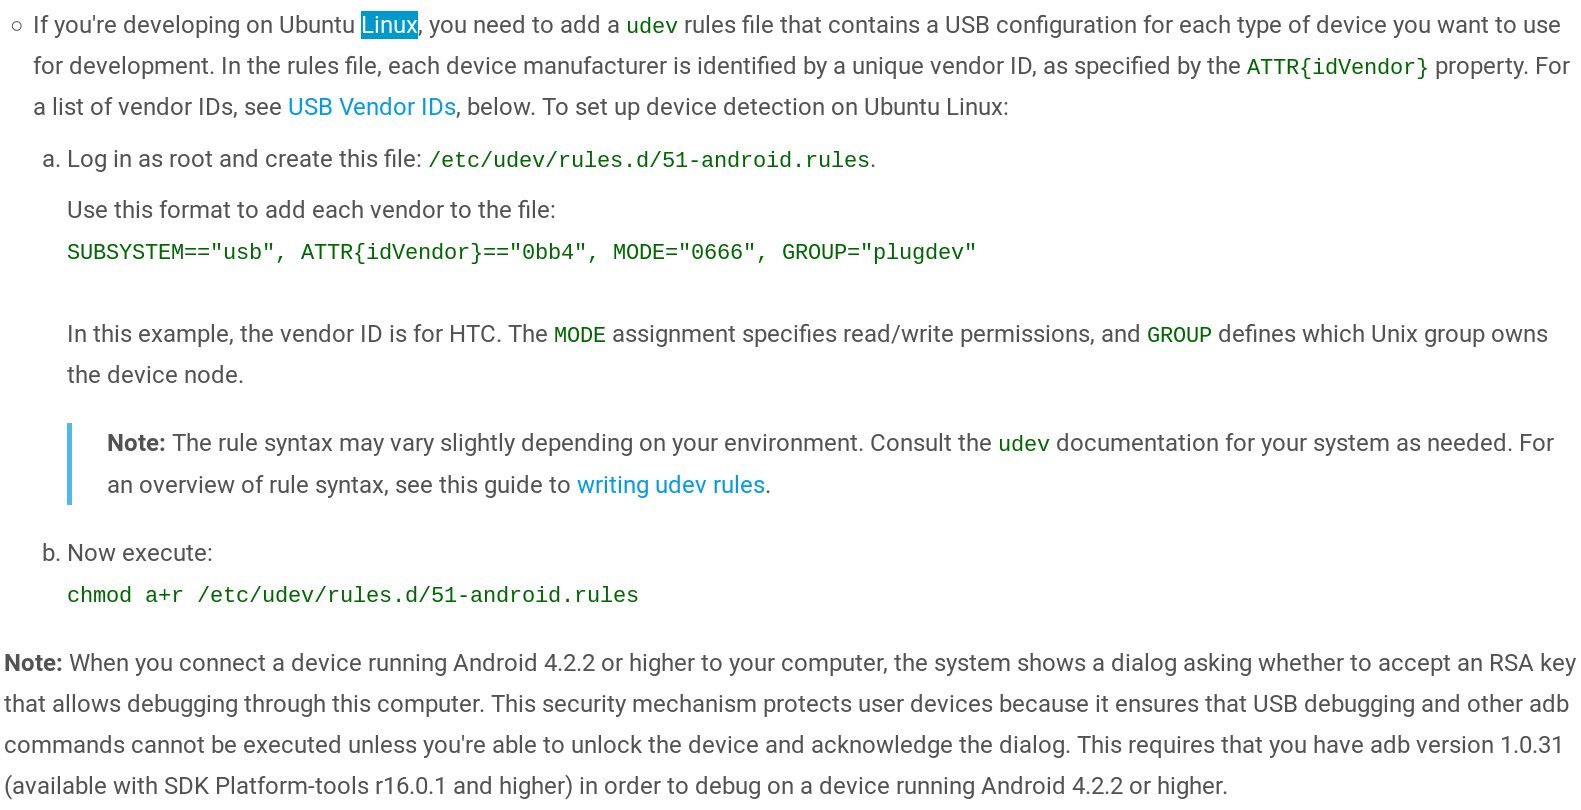 If you're developing on Ubuntu Linux, you need to add a udev rules file that contains a USB configuration for each type of device you want to use
for development. In the rules file, each device manufacturer is identified by a unique vendor ID, as specified by the ATTR{idVendor} property. For
a list of vendor IDs, see USB Vendor IDs, below. To set up device detection on Ubuntu Linux:
a. Log in as root and create this file: /etc/udev/rules.d/51-android.rules.
Use this format to add each vendor to the file:
SUBSYSTEM=="usb", ATTR{idVendor}=="0bb4", MODE="0666", GROUP="plugdev"
In this example, the vendor ID is for HTC. The MODE assignment specifies read/write permissions, and GROUP defines which Unix group owns
the device node.
Note: The rule syntax may vary slightly depending on your environment. Consult the udev documentation for your system as needed. For
an overview of rule syntax, see this guide to writing udev rules.
b. Now execute:
chmod a+r /etc/udev/rules.d/51-android.rules
Note: When you connect a device running Android 4.2.2 or higher to your computer, the system shows a dialog asking whether to accept an RSA key
that allows debugging through this computer. This security mechanism protects user devices because it ensures that USB debugging and other adb
commands cannot be executed unless you're able to unlock the device and acknowledge the dialog. This requires that you have adb version 1.0.31
(available with SDK Platform-tools r16.0.1 and higher) in order to debug on a device running Android 4.2.2 or higher.